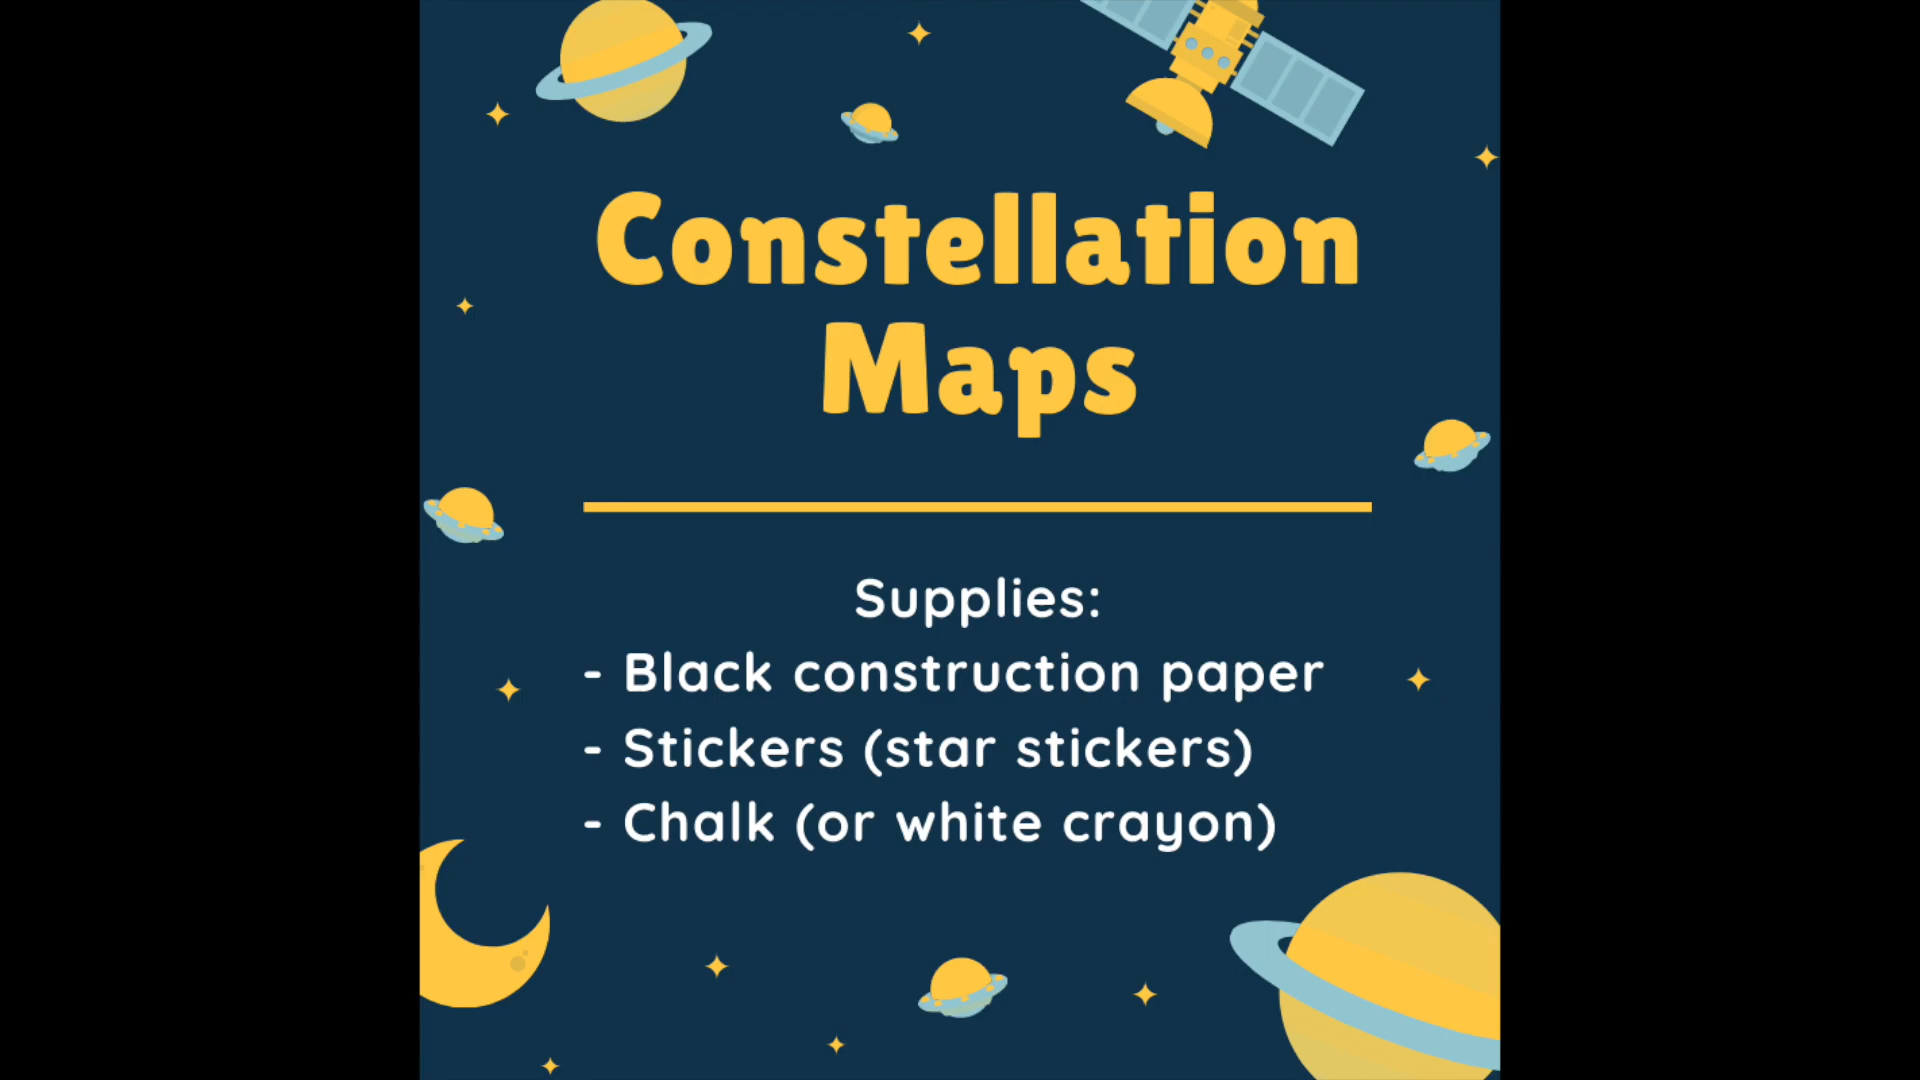 Constellation
Maps
Supplies:
- Black construction paper
- Stickers (star stickers)
- Chalk (or white crayon)